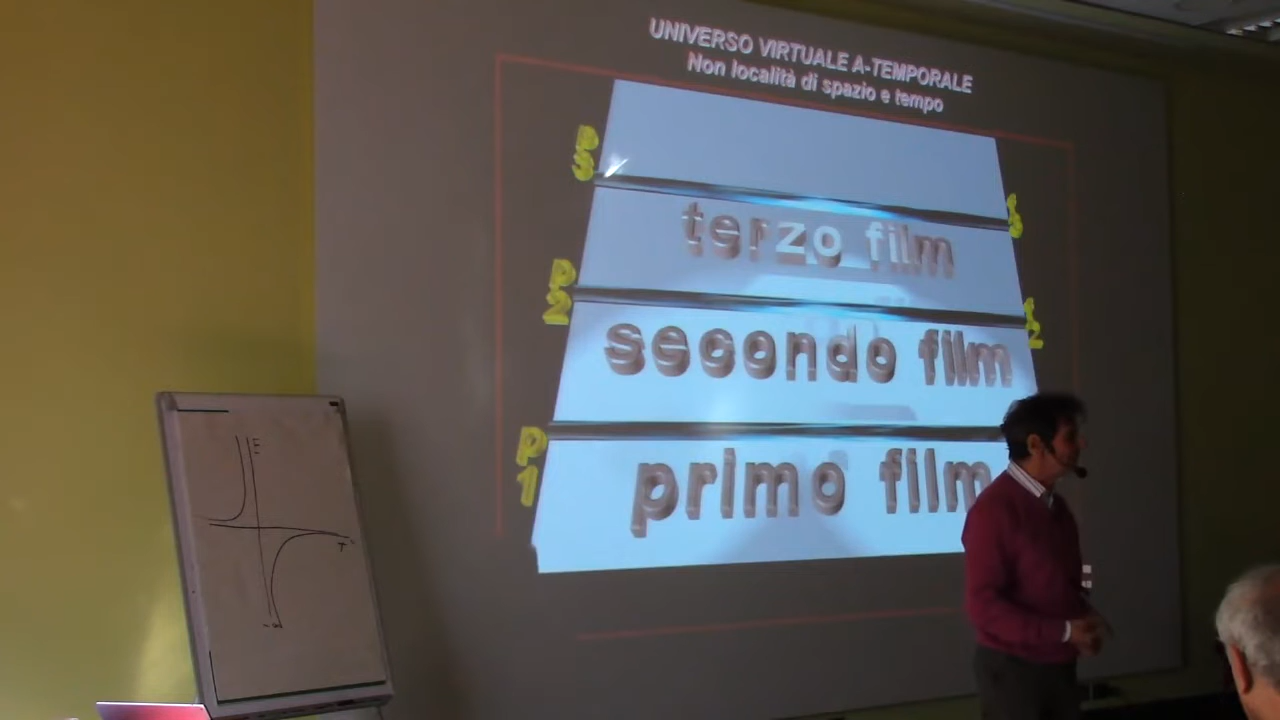 UNIVERSO VIRTUALE A-TEMPORALE
Non località di spazio e tempo
P3
terzo film
P2
secondo film
P1
primo film
E